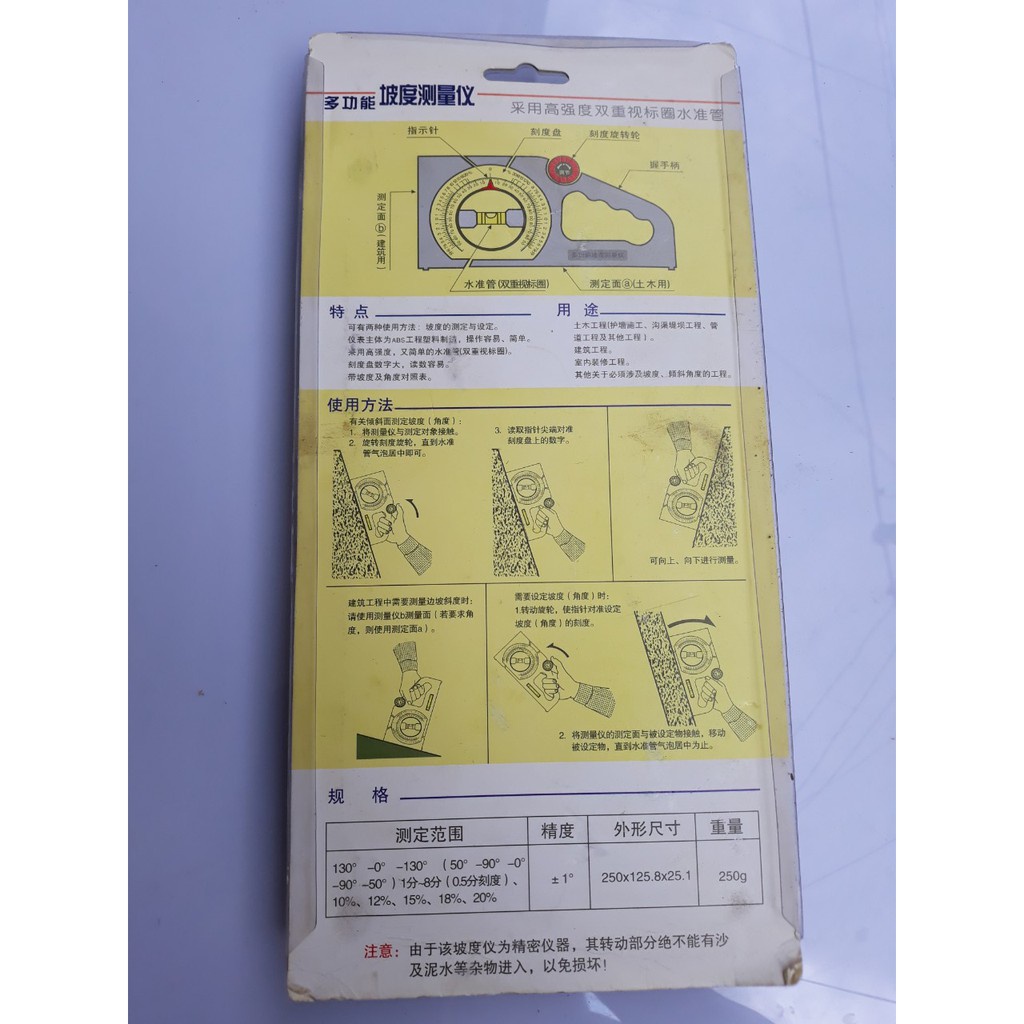 多功能 坡度测量仪
采用高强度双重视标圈水准管
指示针
刻度盘
刻度旋转轮
握手柄
测定面ⓑ(建筑用)
水准管(双重视标圈)
测定面ⓐ(土木用)
特 点
可有两种使用方法：坡度的测定与设定。
仪表主体为ABS工程塑料制造，操作容易、简单。
采用高强度，又简单的水准管(双重视标圈)。
刻度盘数字大，读数容易。
带坡度及角度对照表。
用 途
土木工程(护墙施工、沟渠堤坝工程、管
道工程及其他工程）。
建筑工程。
室内装修工程。
其他关于必须涉及坡度、倾斜角度的工程。
使用方法
有关倾斜面测定坡度（角度）：
1. 将测量仪与测定对象接触。
2. 旋转刻度旋轮，直到水准
管气泡居中即可。
3. 读取指针尖端对准
刻度盘上的数字。
可向上、向下进行测量。
建筑工程中需要测量边坡斜度时：
请使用测量仪b测量面（若要求角
度，则使用测定面a）。
需要设定坡度（角度）时：
1.转动旋轮，使指针对准设定
坡度（角度）的刻度。
2. 将测量仪的测定面与被设定物接触，移动
被设定物，直到水准管气泡居中为止。
规 格
测定范围 精度 外形尺寸 重量
130° -0° -130° (50° -90° -0°
-90° -50°)1分~8分(0.5分刻度)、
10%、12%、15%、18%、20%
±1°
250x125.8x25.1
250g
注意：由于该坡度仪为精密仪器，其转动部分绝不能有沙
及泥水等杂物进入，以免损坏!